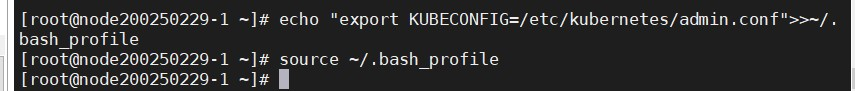 [root@node200250229-1 ~]# echo "export KUBECONFIG=/etc/kubernetes/admin.conf">>~/.
bash_profile
[root@node200250229-1 ~]# source ~/.bash_profile
[root@node200250229-1 ~]#